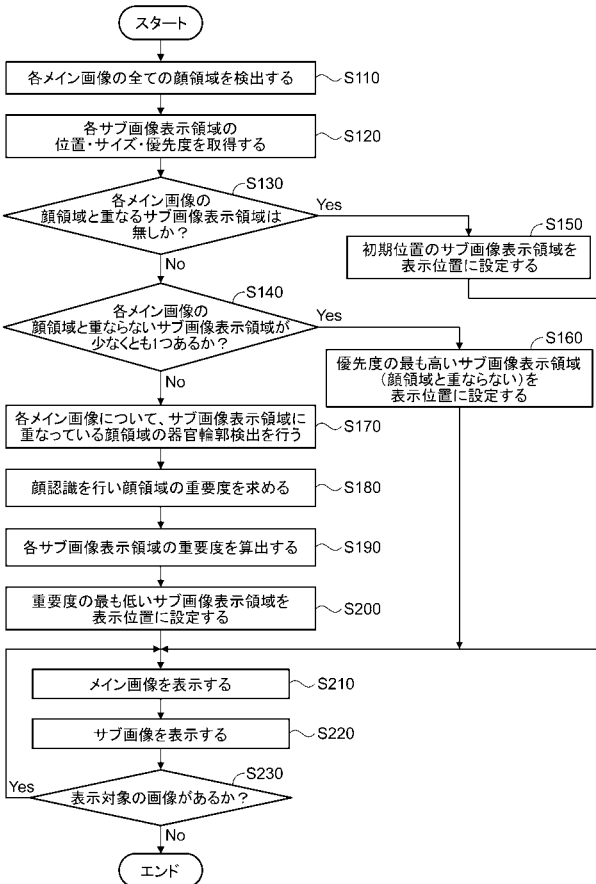 スタート
各メイン画像の全ての顔領域を検出する
S110
各サブ画像表示領域の
位置・サイズ・優先度を取得する
S120
S130
各メイン画像の
顔領域と重なるサブ画像表示領域は
無しか？
Yes
No
S150
初期位置のサブ画像表示領域を
表示位置に設定する
S140
各メイン画像の
顔領域と重ならないサブ画像表示領域が
少なくとも1つあるか？
Yes
No
S160
優先度の最も高いサブ画像表示領域
(顔領域と重ならない)を
表示位置に設定する
各メイン画像について、サブ画像表示領域に
重なっている顔領域の器官輪郭検出を行う
S170
顔認識を行い顔領域の重要度を求める
S180
各サブ画像表示領域の重要度を算出する
S190
重要度の最も低いサブ画像表示領域を
表示位置に設定する
S200
メイン画像を表示する
S210
サブ画像を表示する
S220
S230
Yes
表示対象の画像があるか？
No
エンド